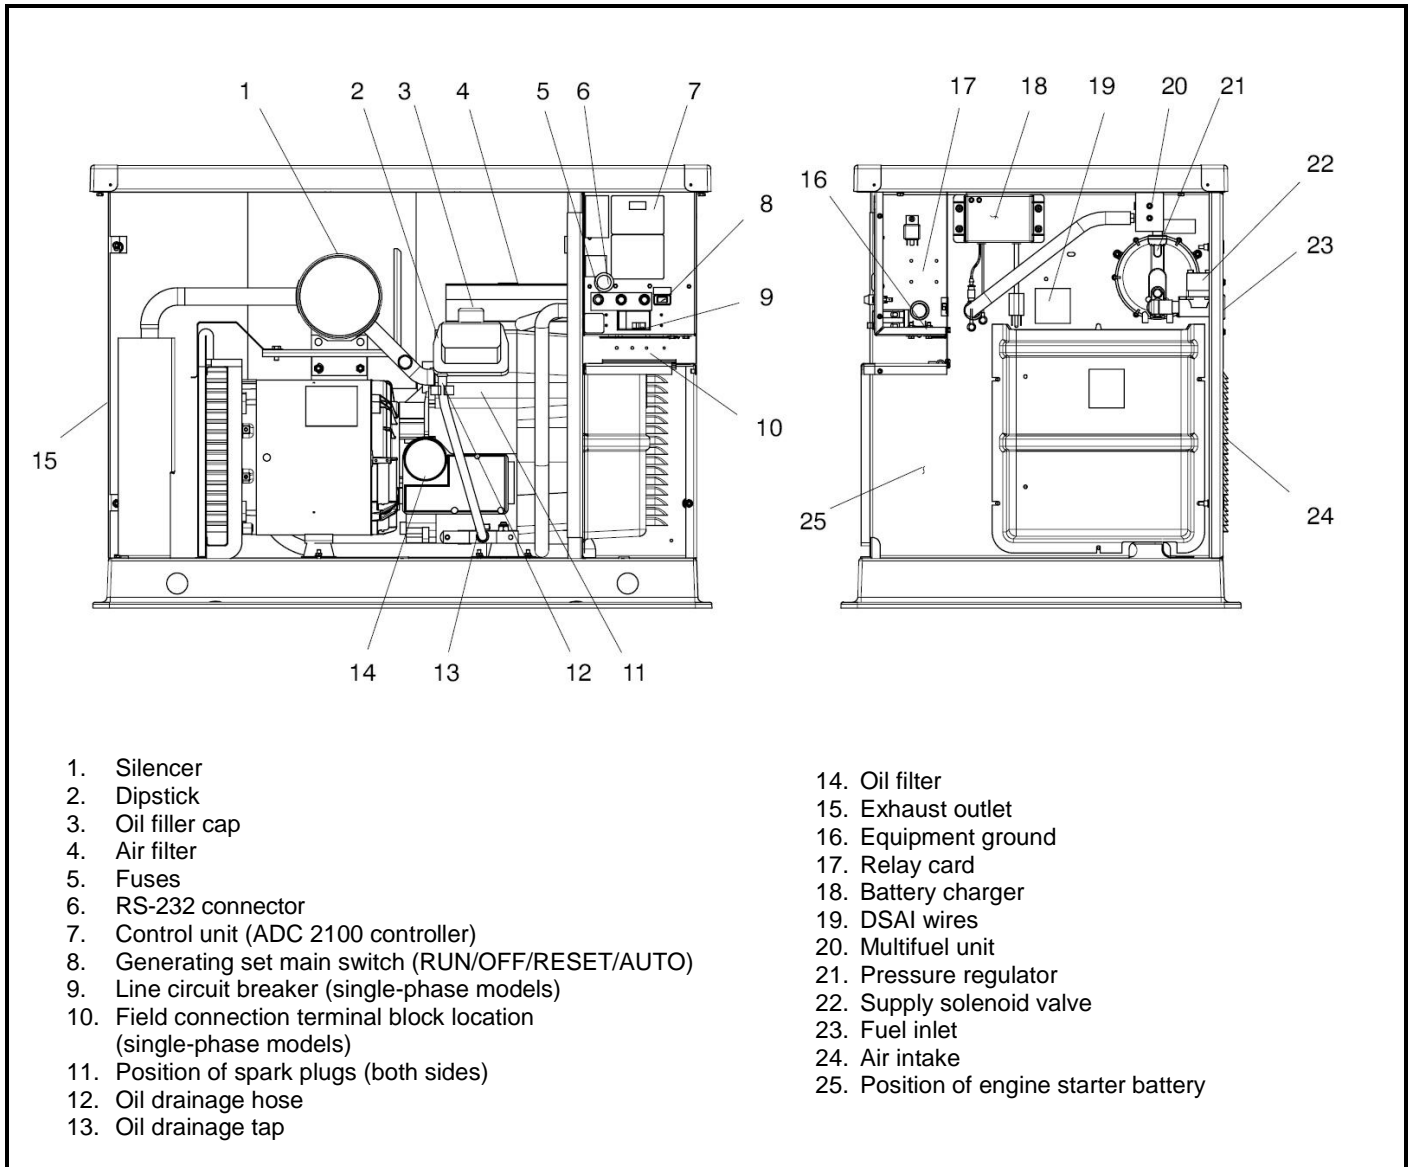 1 2 3 4 5 6 7 17 18 19 20 21
16 22
8
23
9
10
15
25 24
14 13 12 11
1. Silencer
2. Dipstick
3. Oil filler cap
4. Air filter
5. Fuses
6. RS-232 connector
7. Control unit (ADC 2100 controller)
8. Generating set main switch (RUN/OFF/RESET/AUTO)
9. Line circuit breaker (single-phase models)
10. Field connection terminal block location
(single-phase models)
11. Position of spark plugs (both sides)
12. Oil drainage hose
13. Oil drainage tap
14. Oil filter
15. Exhaust outlet
16. Equipment ground
17. Relay card
18. Battery charger
19. DSAI wires
20. Multifuel unit
21. Pressure regulator
22. Supply solenoid valve
23. Fuel inlet
24. Air intake
25. Position of engine starter battery